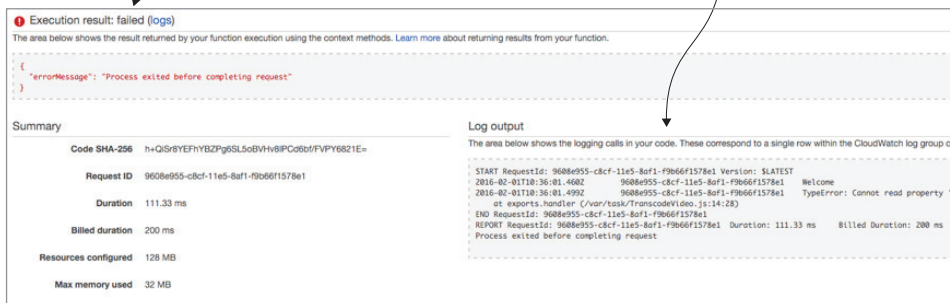 Execution result: failed (logs)
The area below shows the result returned by your function execution using the context methods. Learn more about returning results from your function.
{
"errorMessage": "Process exited before completing request"
}
Summary
Code SHA-256 h+QiSr8YEFhYBZPg6SL5oBVHv8IPCd6bf/FVPY6821E=
Request ID 9608e955-c8cf-11e5-8af1-f9b66f1578e1
Duration 111.33 ms
Billed duration 200 ms
Resources configured 128 MB
Max memory used 32 MB
Log output
The area below shows the logging calls in your code. These correspond to a single row within the CloudWatch log group
START RequestId: 9608e955-c8cf-11e5-8af1-f9b66f1578e1 Version: $LATEST
2016-02-01T10:36:01.460Z 9608e955-c8cf-11e5-8af1-f9b66f1578e1 Welcome
2016-02-01T10:36:01.499Z 9608e955-c8cf-11e5-8af1-f9b66f1578e1 TypeError: Cannot read property '
at exports.handler (/var/task/TranscodeVideo.js:14:28)
END RequestId: 9608e955-c8cf-11e5-8af1-f9b66f1578e1
REPORT RequestId: 9608e955-c8cf-11e5-8af1-f9b66f1578e1 Duration: 111.33 ms Billed Duration: 200 ms
Process exited before completing request